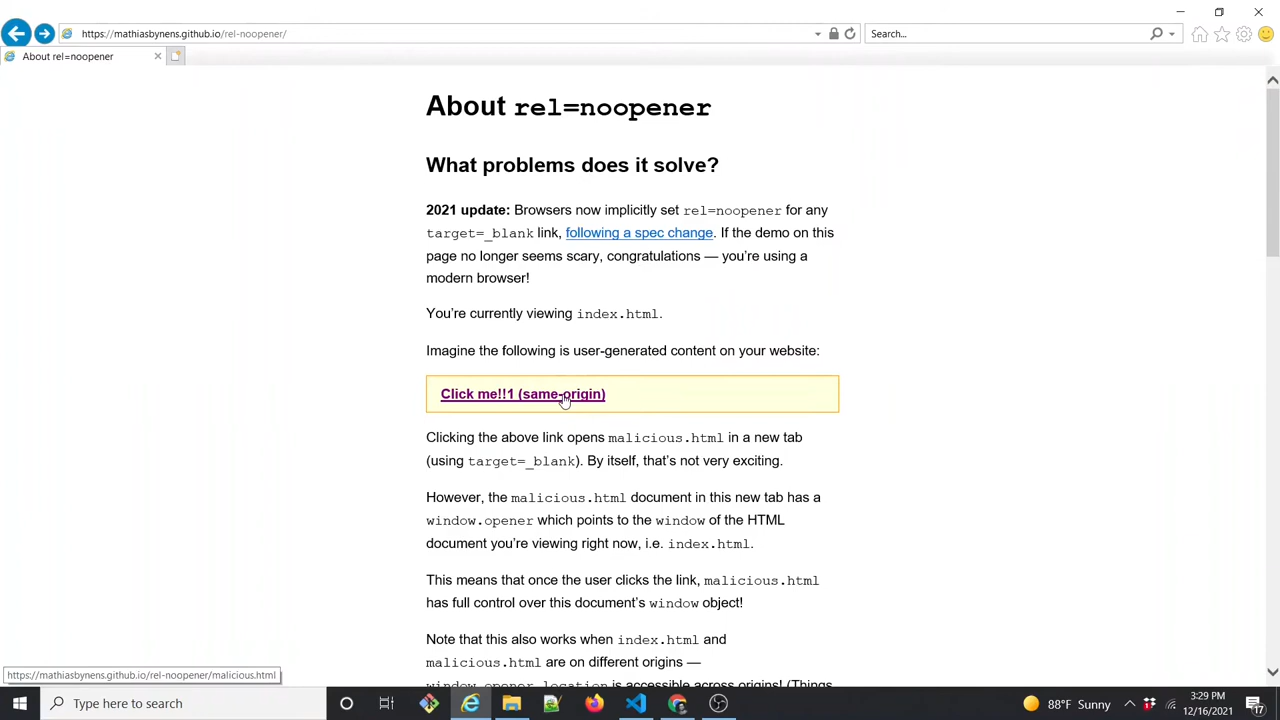 https://mathiasbynens.github.io/rel-noopener/
Search...
About rel=noopener
About rel=noopener
What problems does it solve?
2021 update: Browsers now implicitly set rel=noopener for any
target=_blank link, following a spec change. If the demo on this
page no longer seems scary, congratulations — you’re using a
modern browser!
You’re currently viewing index.html.
Imagine the following is user-generated content on your website:
Click me!!1 (same-origin)
Clicking the above link opens malicious.html in a new tab
(using target=_blank). By itself, that’s not very exciting.
However, the malicious.html document in this new tab has a
window.opener which points to the window of the HTML
document you’re viewing right now, i.e. index.html.
This means that once the user clicks the link, malicious.html
has full control over this document’s window object!
Note that this also works when index.html and
malicious.html are on different origins —
window.opener.location is accessible across origins! (Things
https://mathiasbynens.github.io/rel-noopener/malicious.html
Type here to search
88°F Sunny
3:29 PM
12/16/2021
17